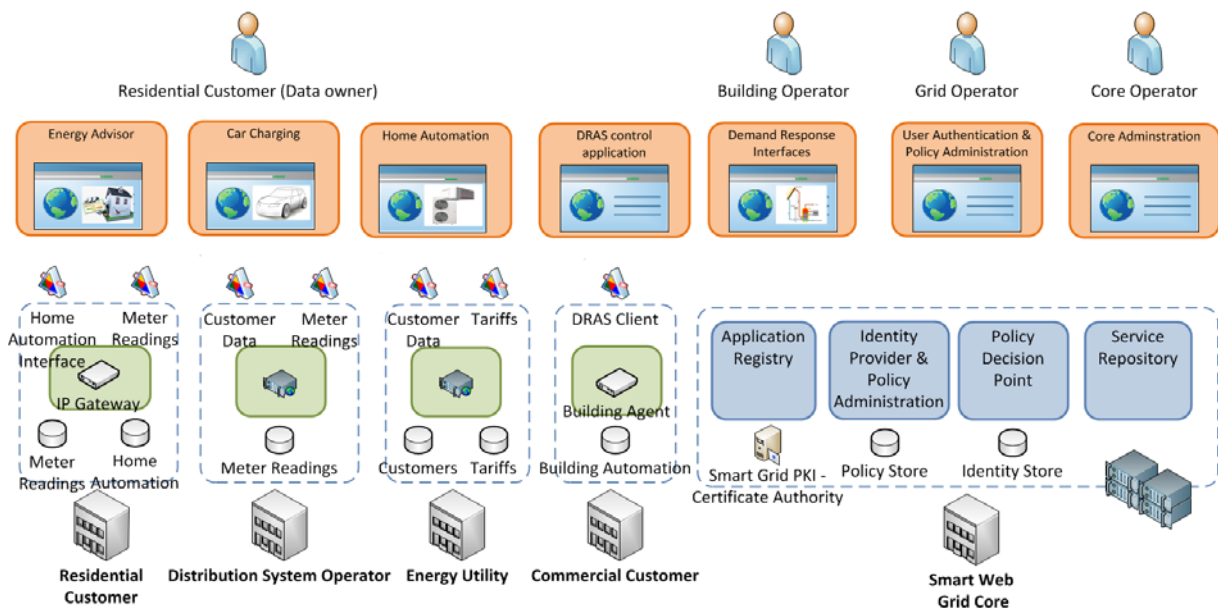 Residential Customer (Data owner)
Building Operator
Grid Operator
Core Operator
Energy Advisor
Car Charging
Home Automation
DRAS control
application
Demand Response
Interfaces
User Authentication &
Policy Administration
Core Adminstration
Home
Automation
Interface
Meter
Readings
IP Gateway
Meter
Readings
Home
Automation
Customer
Data
Meter
Readings
Meter Readings
Customer
Data
Tariffs
Customers
Tariffs
DRAS Client
Building Agent
Building Automation
Application
Registry
Identity
Provider &
Policy
Administration
Policy
Decision
Point
Service
Repository
Smart Grid PKI -
Certificate Authority
Policy Store
Identity Store
Residential
Customer
Distribution System Operator
Energy Utility
Commercial Customer
Smart Web
Grid Core